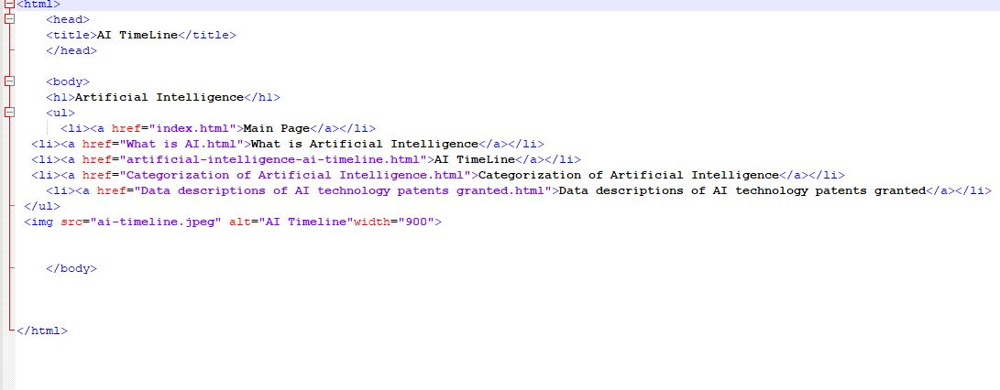 <html>
<head>
<title>AI TimeLine</title>
</head>
<body>
<h1>Artificial Intelligence</h1>
<ul>
<li><a href="index.html">Main Page</a></li>
<li><a href="What is AI.html">What is Artificial Intelligence</a></li>
<li><a href="artificial-intelligence-ai-timeline.html">AI TimeLine</a></li>
<li><a href="Categorization of Artificial Intelligence.html">Categorization of Artificial Intelligence</a></li>
<li><a href="Data descriptions of AI technology patents granted.html">Data descriptions of AI technology patents granted</a></li>
</ul>
<img src="ai-timeline.jpeg" alt="AI Timeline"width="900">
</body>
</html>